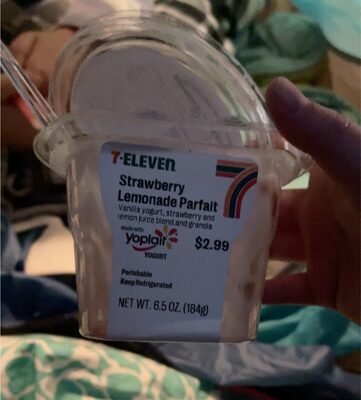 7-ELEVEN
Strawberry
Lemonade Parfait
Vanilla yogurt, strawberry and
lemon juice blend, and granola
made with
Yoplait
YOGURT
$2.99
Perishable
Keep Refrigerated
NET WT. 6.5 OZ. (184g)